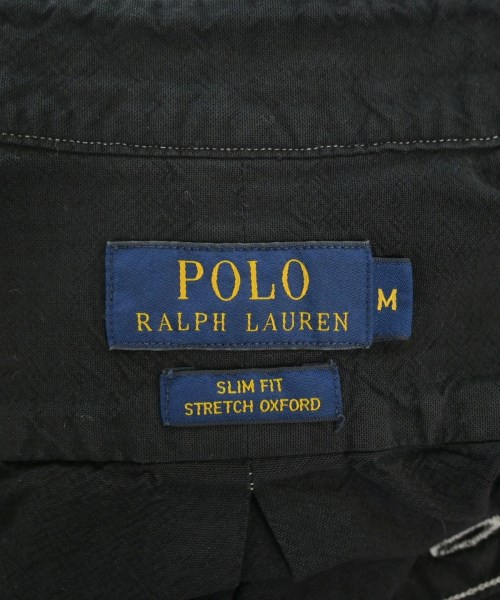 POLO
RALPH LAUREN
M
SLIM FIT
STRETCH OXFORD